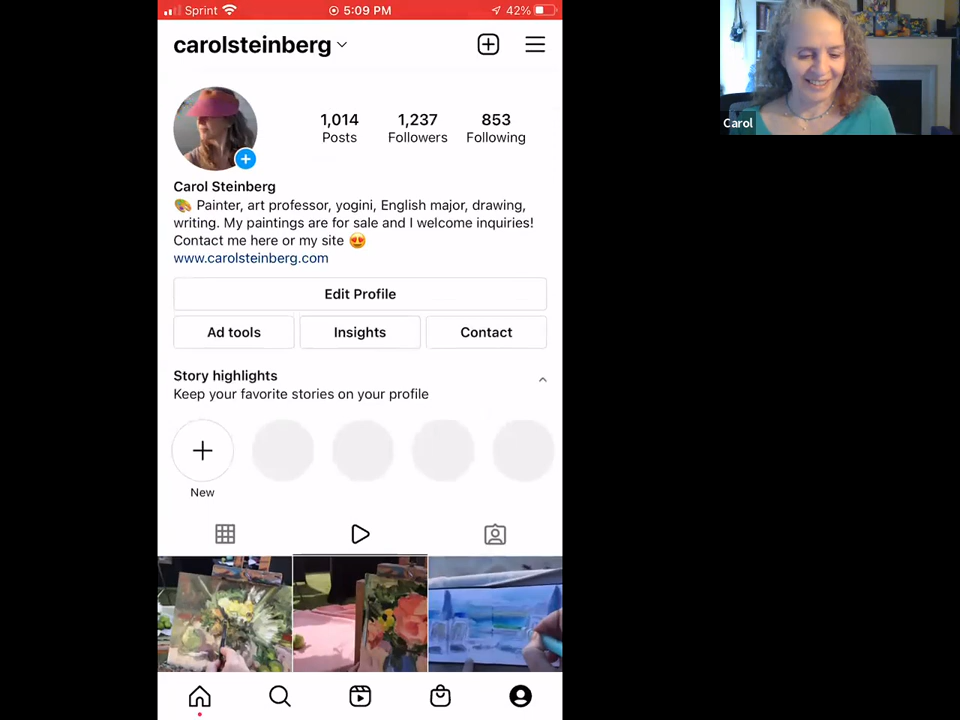 Sprint 5:09 PM 42%
carolsteinberg
1,014 1,237 853
Posts Followers Following
Carol Steinberg
🎨 Painter, art professor, yogini, English major, drawing,
writing. My paintings are for sale and I welcome inquiries!
Contact me here or my site 😍
www.carolsteinberg.com
Edit Profile
Ad tools Insights Contact
Story highlights
Keep your favorite stories on your profile
New
Carol